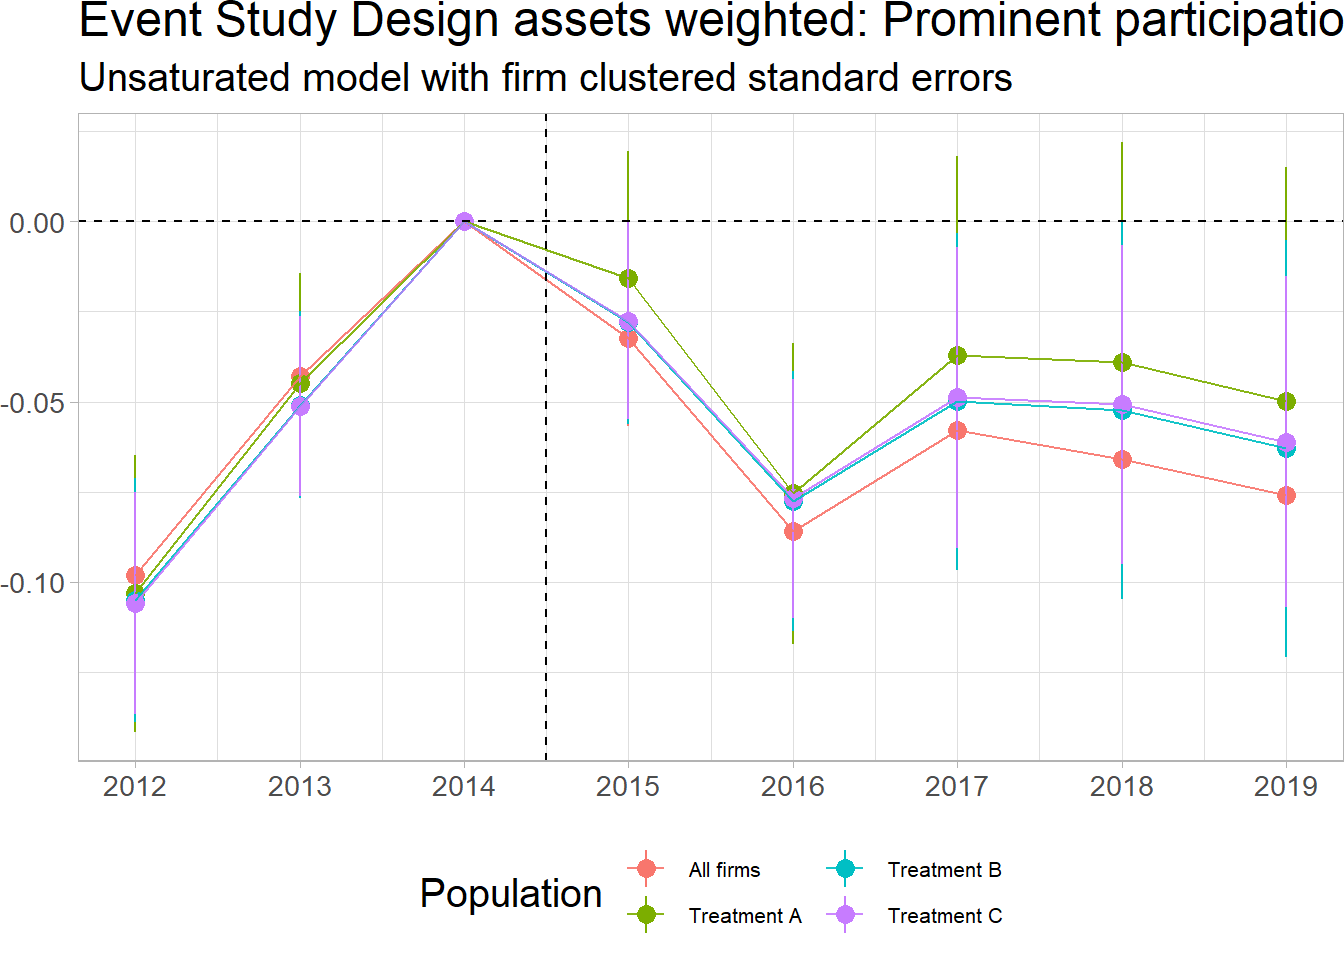 Event Study Design assets weighted: Prominent participatio
Unsaturated model with firm clustered standard errors
0.00
-0.05
-0.10
2012 2013 2014 2015 2016 2017 2018 2019
Population
All firms
Treatment A
Treatment B
Treatment C